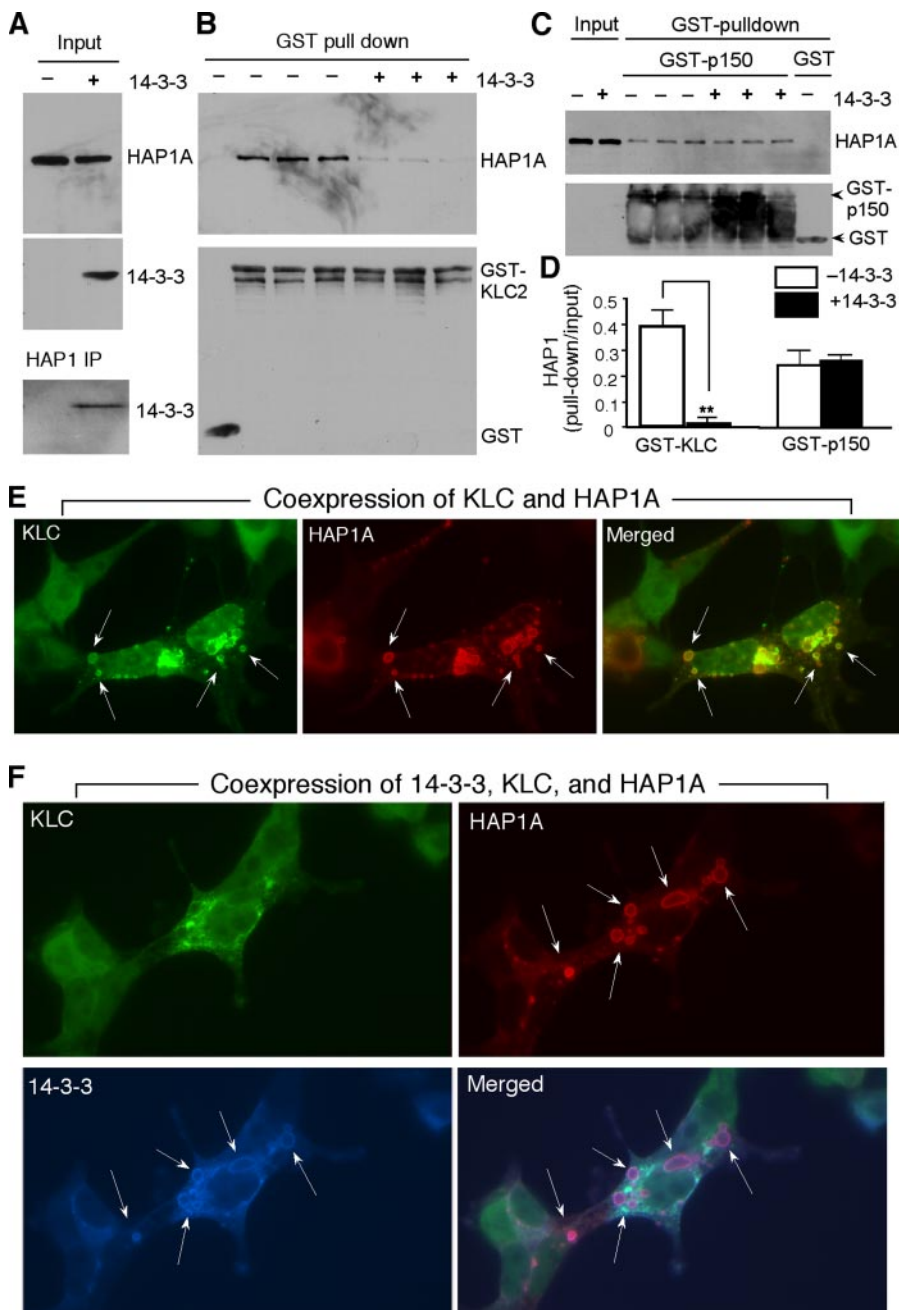 A
Input
– + 14-3-3
HAP1A
14-3-3
HAP1 IP
14-3-3
B
GST pull down
– – – – + + + 14-3-3
HAP1A
GST-
KLC2
GST
C
Input GST-pulldown
GST-p150 GST
– + – – – + + + –
14-3-3
HAP1A
GST-
p150
GST
D
–14-3-3
+14-3-3
HAP1
(pull-down/input)
0.4
0.3
0.2
0.1
0
**
GST-KLC GST-p150
E
Coexpression of KLC and HAP1A
KLC HAP1A Merged
F
Coexpression of 14-3-3, KLC, and HAP1A
KLC HAP1A
14-3-3 Merged